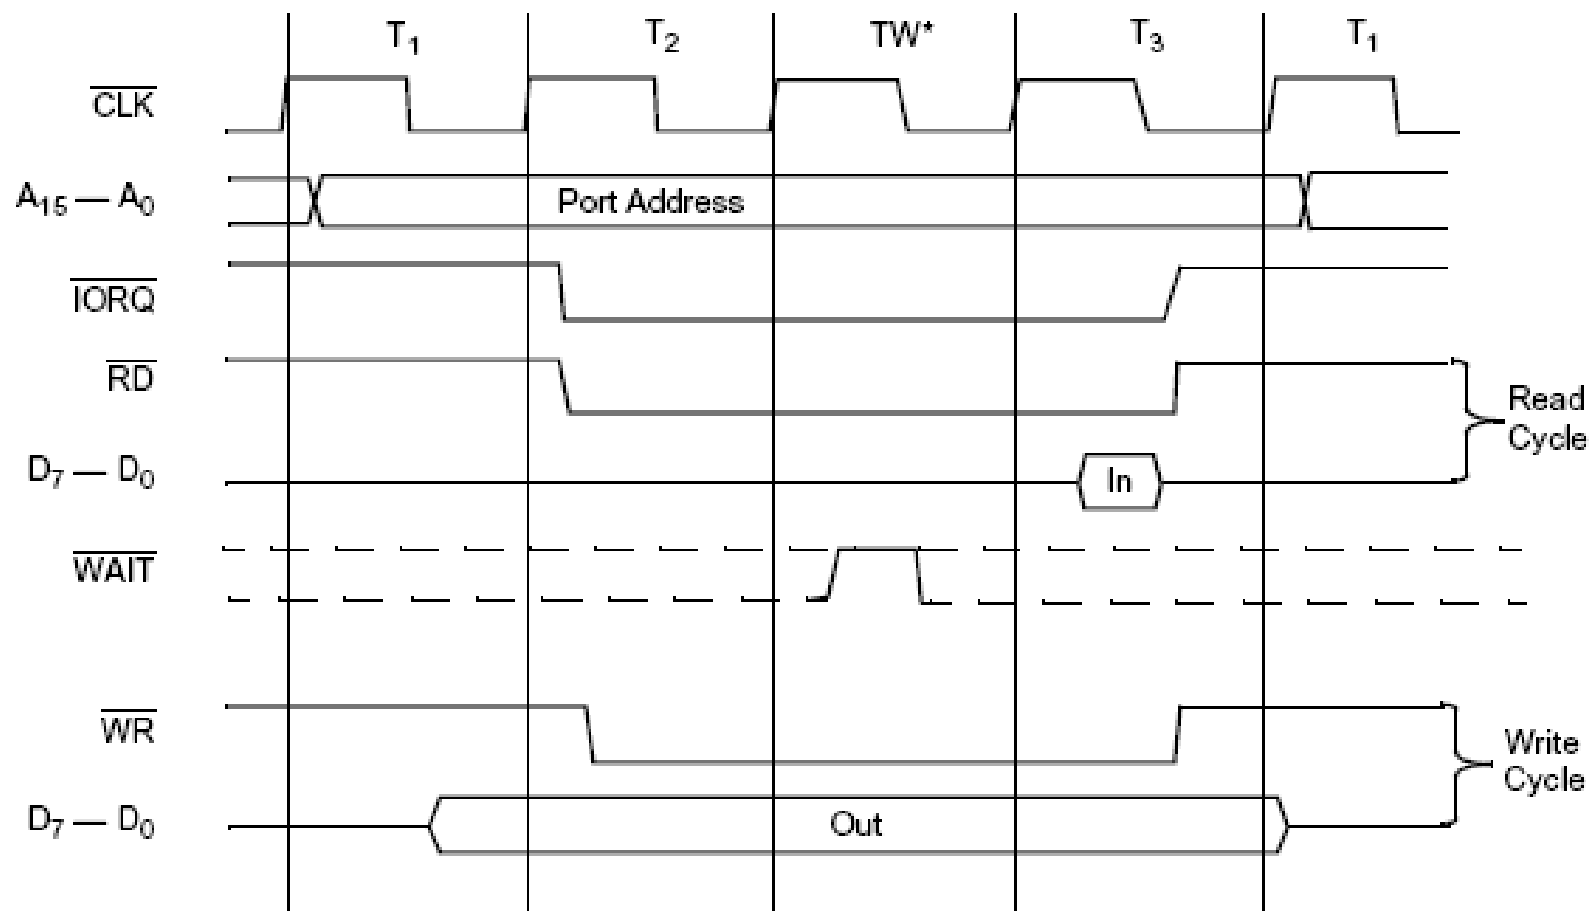 T1 T2 TW* T3 T1
CLK
A15 — A0 Port Address
IORQ
RD
Read
Cycle
D7 — D0 In
WAIT
WR
Write
Cycle
D7 — D0 Out